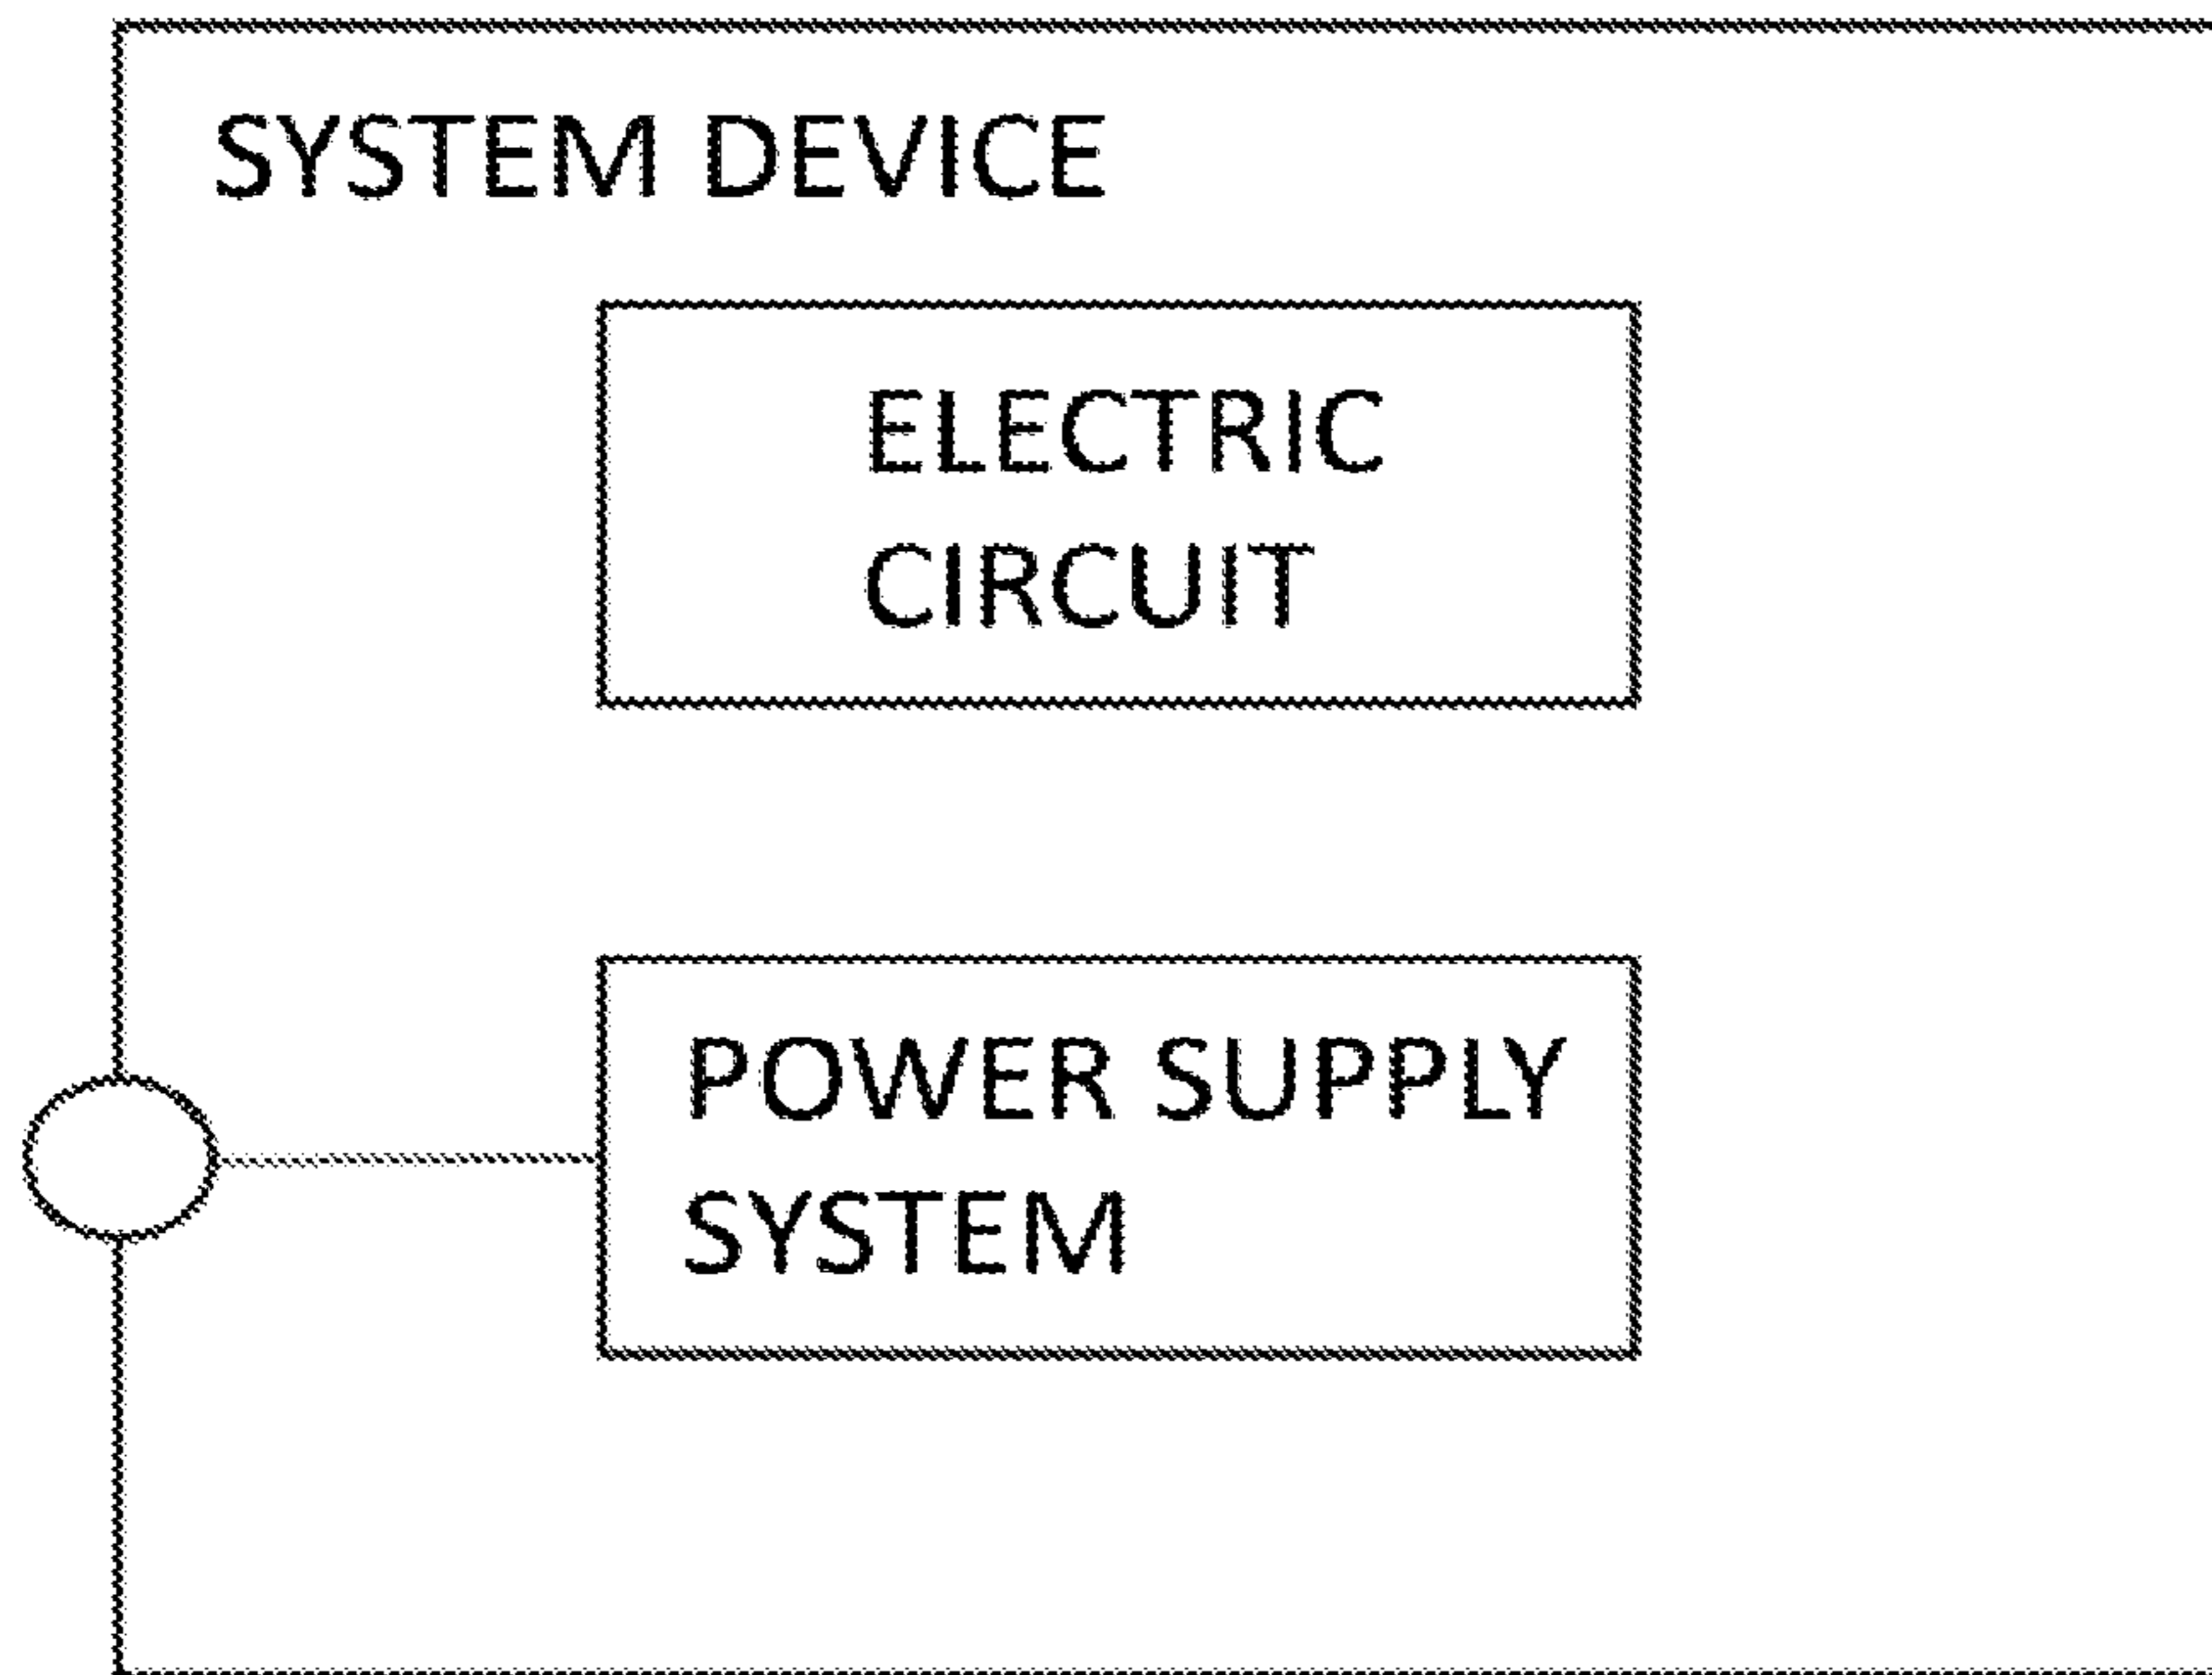 SYSTEM DEVICE
ELECTRIC
CIRCUIT
POWER SUPPLY
SYSTEM